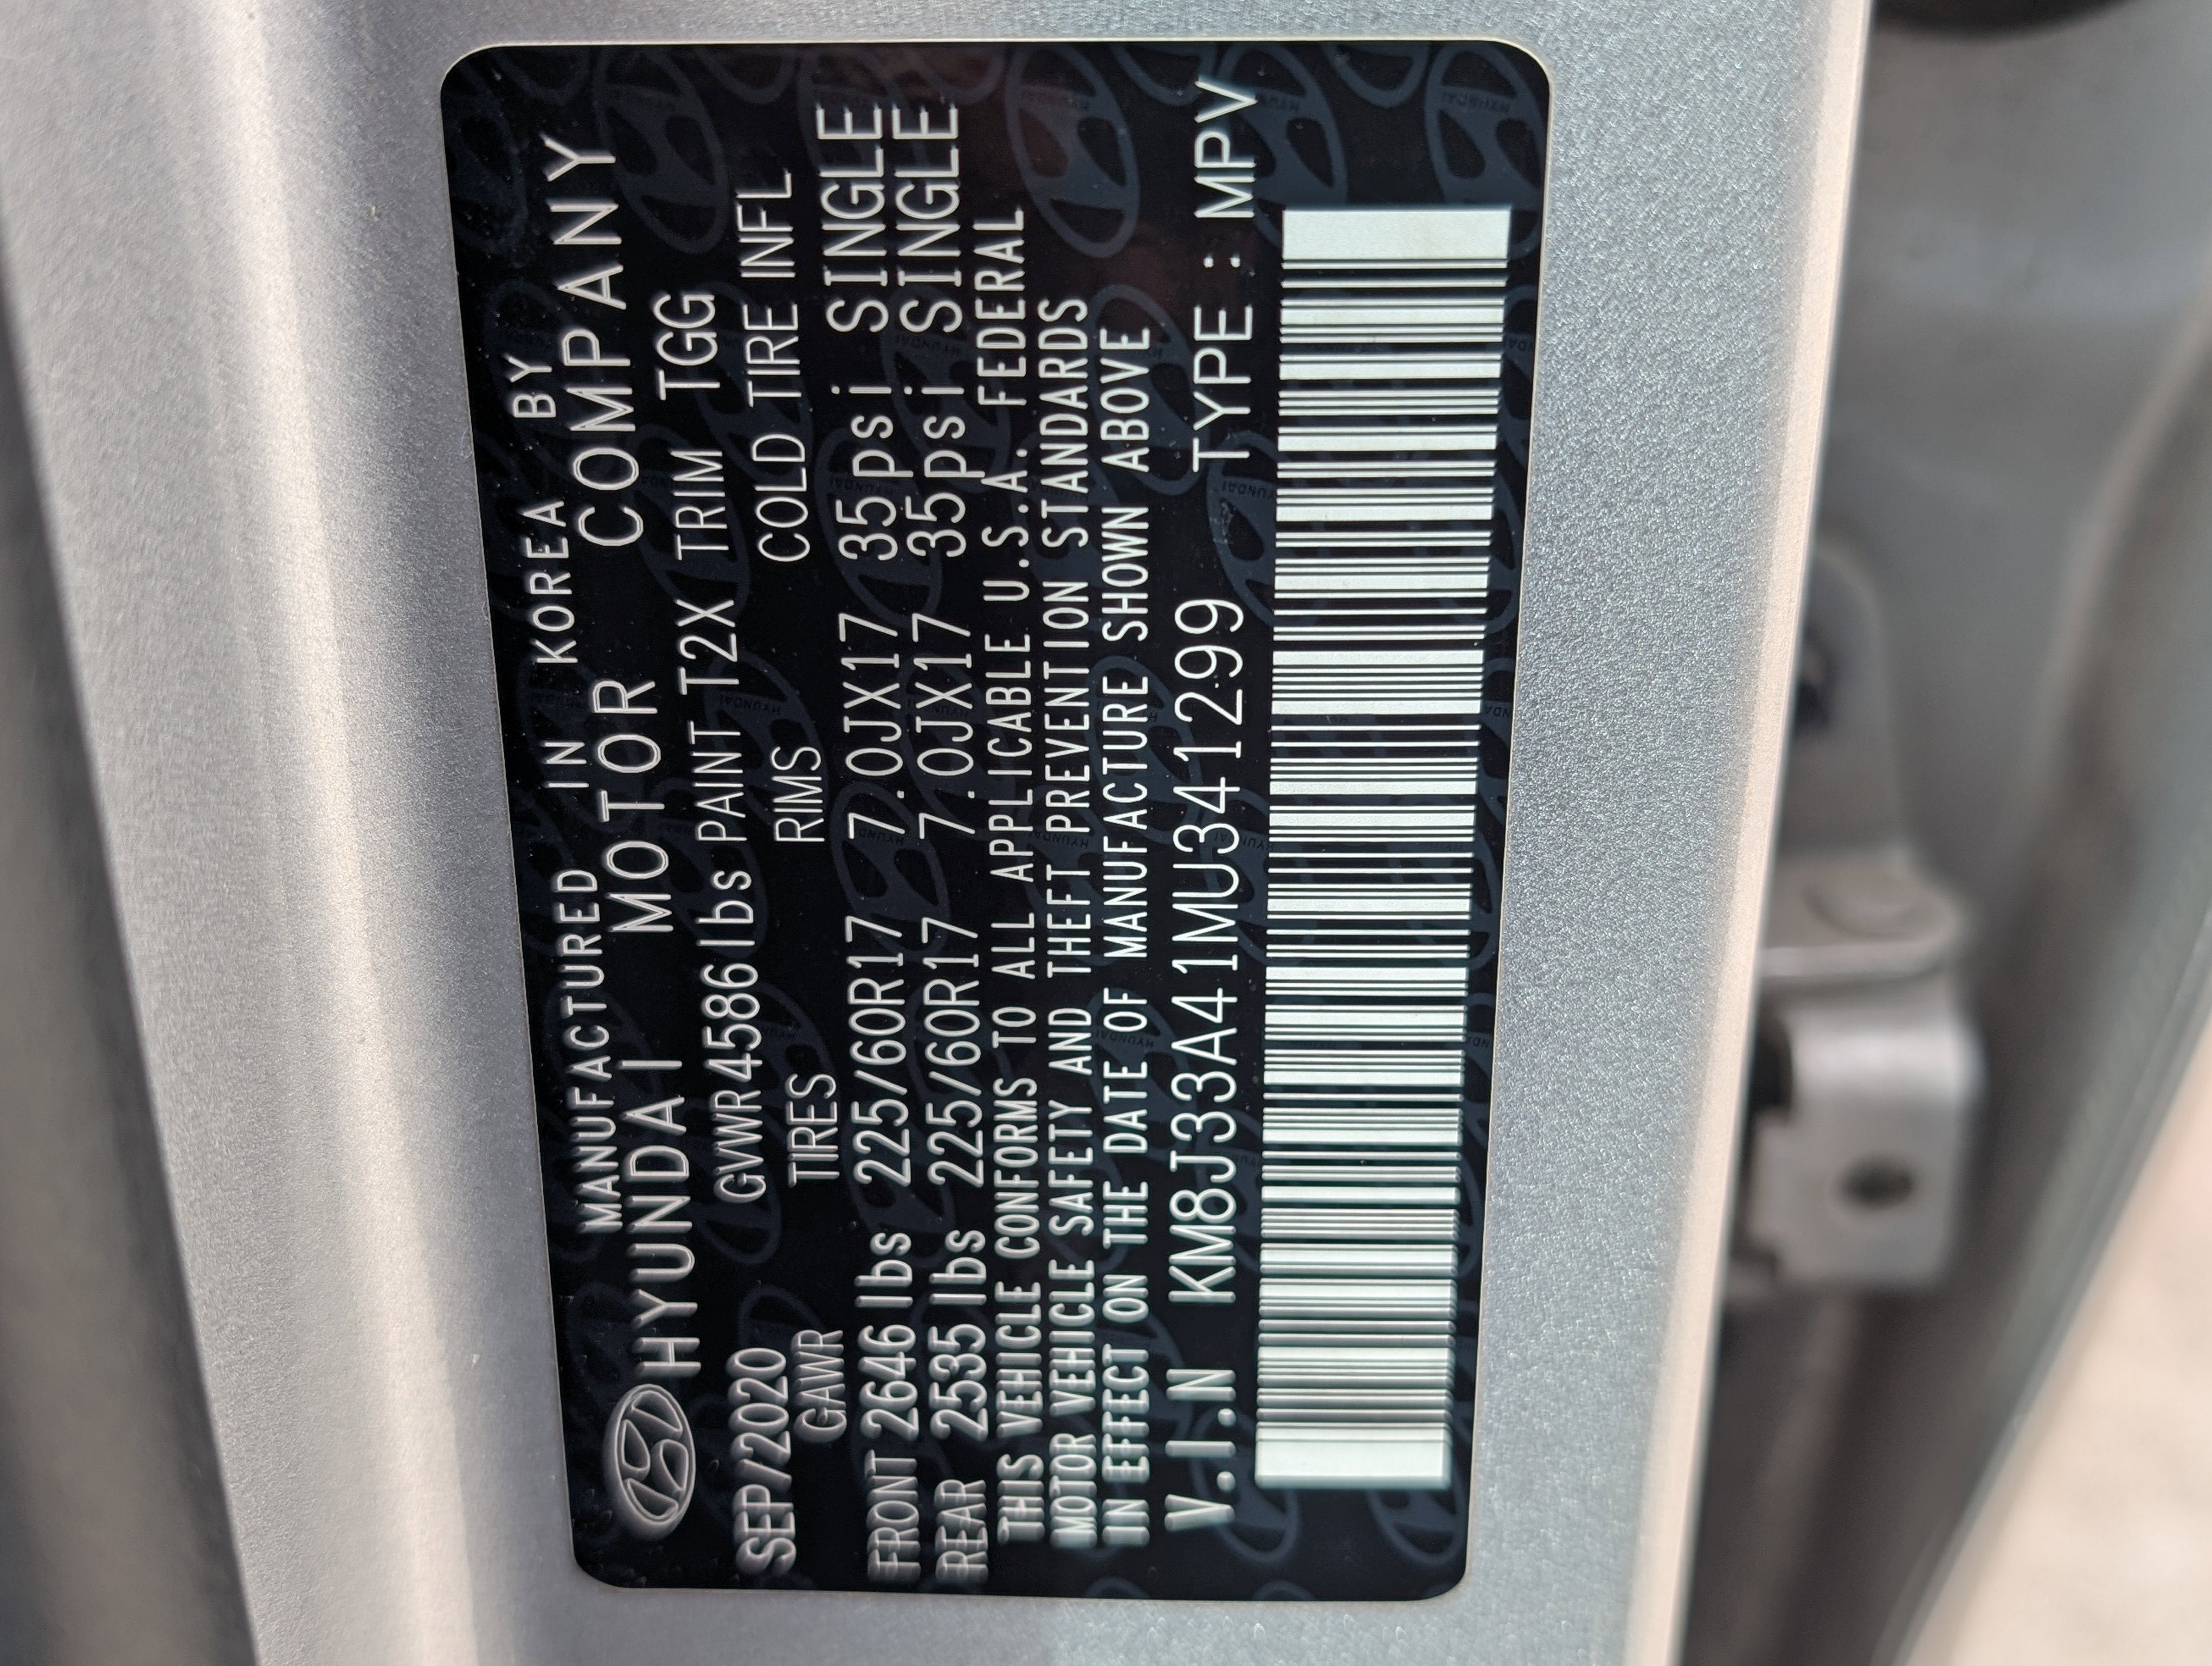 MANUFACTURED IN KOREA BY
HYUNDAI MOTOR COMPANY
SEP/2020 GVWR4586lbs PAINT T2X TRIM TGG
GAWR TIRES RIMS COLD TIRE INFL
FRONT 2646 lbs 225/60R17 7.0JX17 35psi SINGLE
REAR 2535 lbs 225/60R17 7.0JX17 35psi SINGLE
THIS VEHICLE CONFORMS TO ALL APPLICABLE U.S.A. FEDERAL
MOTOR VEHICLE SAFETY AND THEFT PREVENTION STANDARDS
IN EFFECT ON THE DATE OF MANUFACTURE SHOWN ABOVE
V.I.N KM8J33A41MU341299 TYPE : MPV